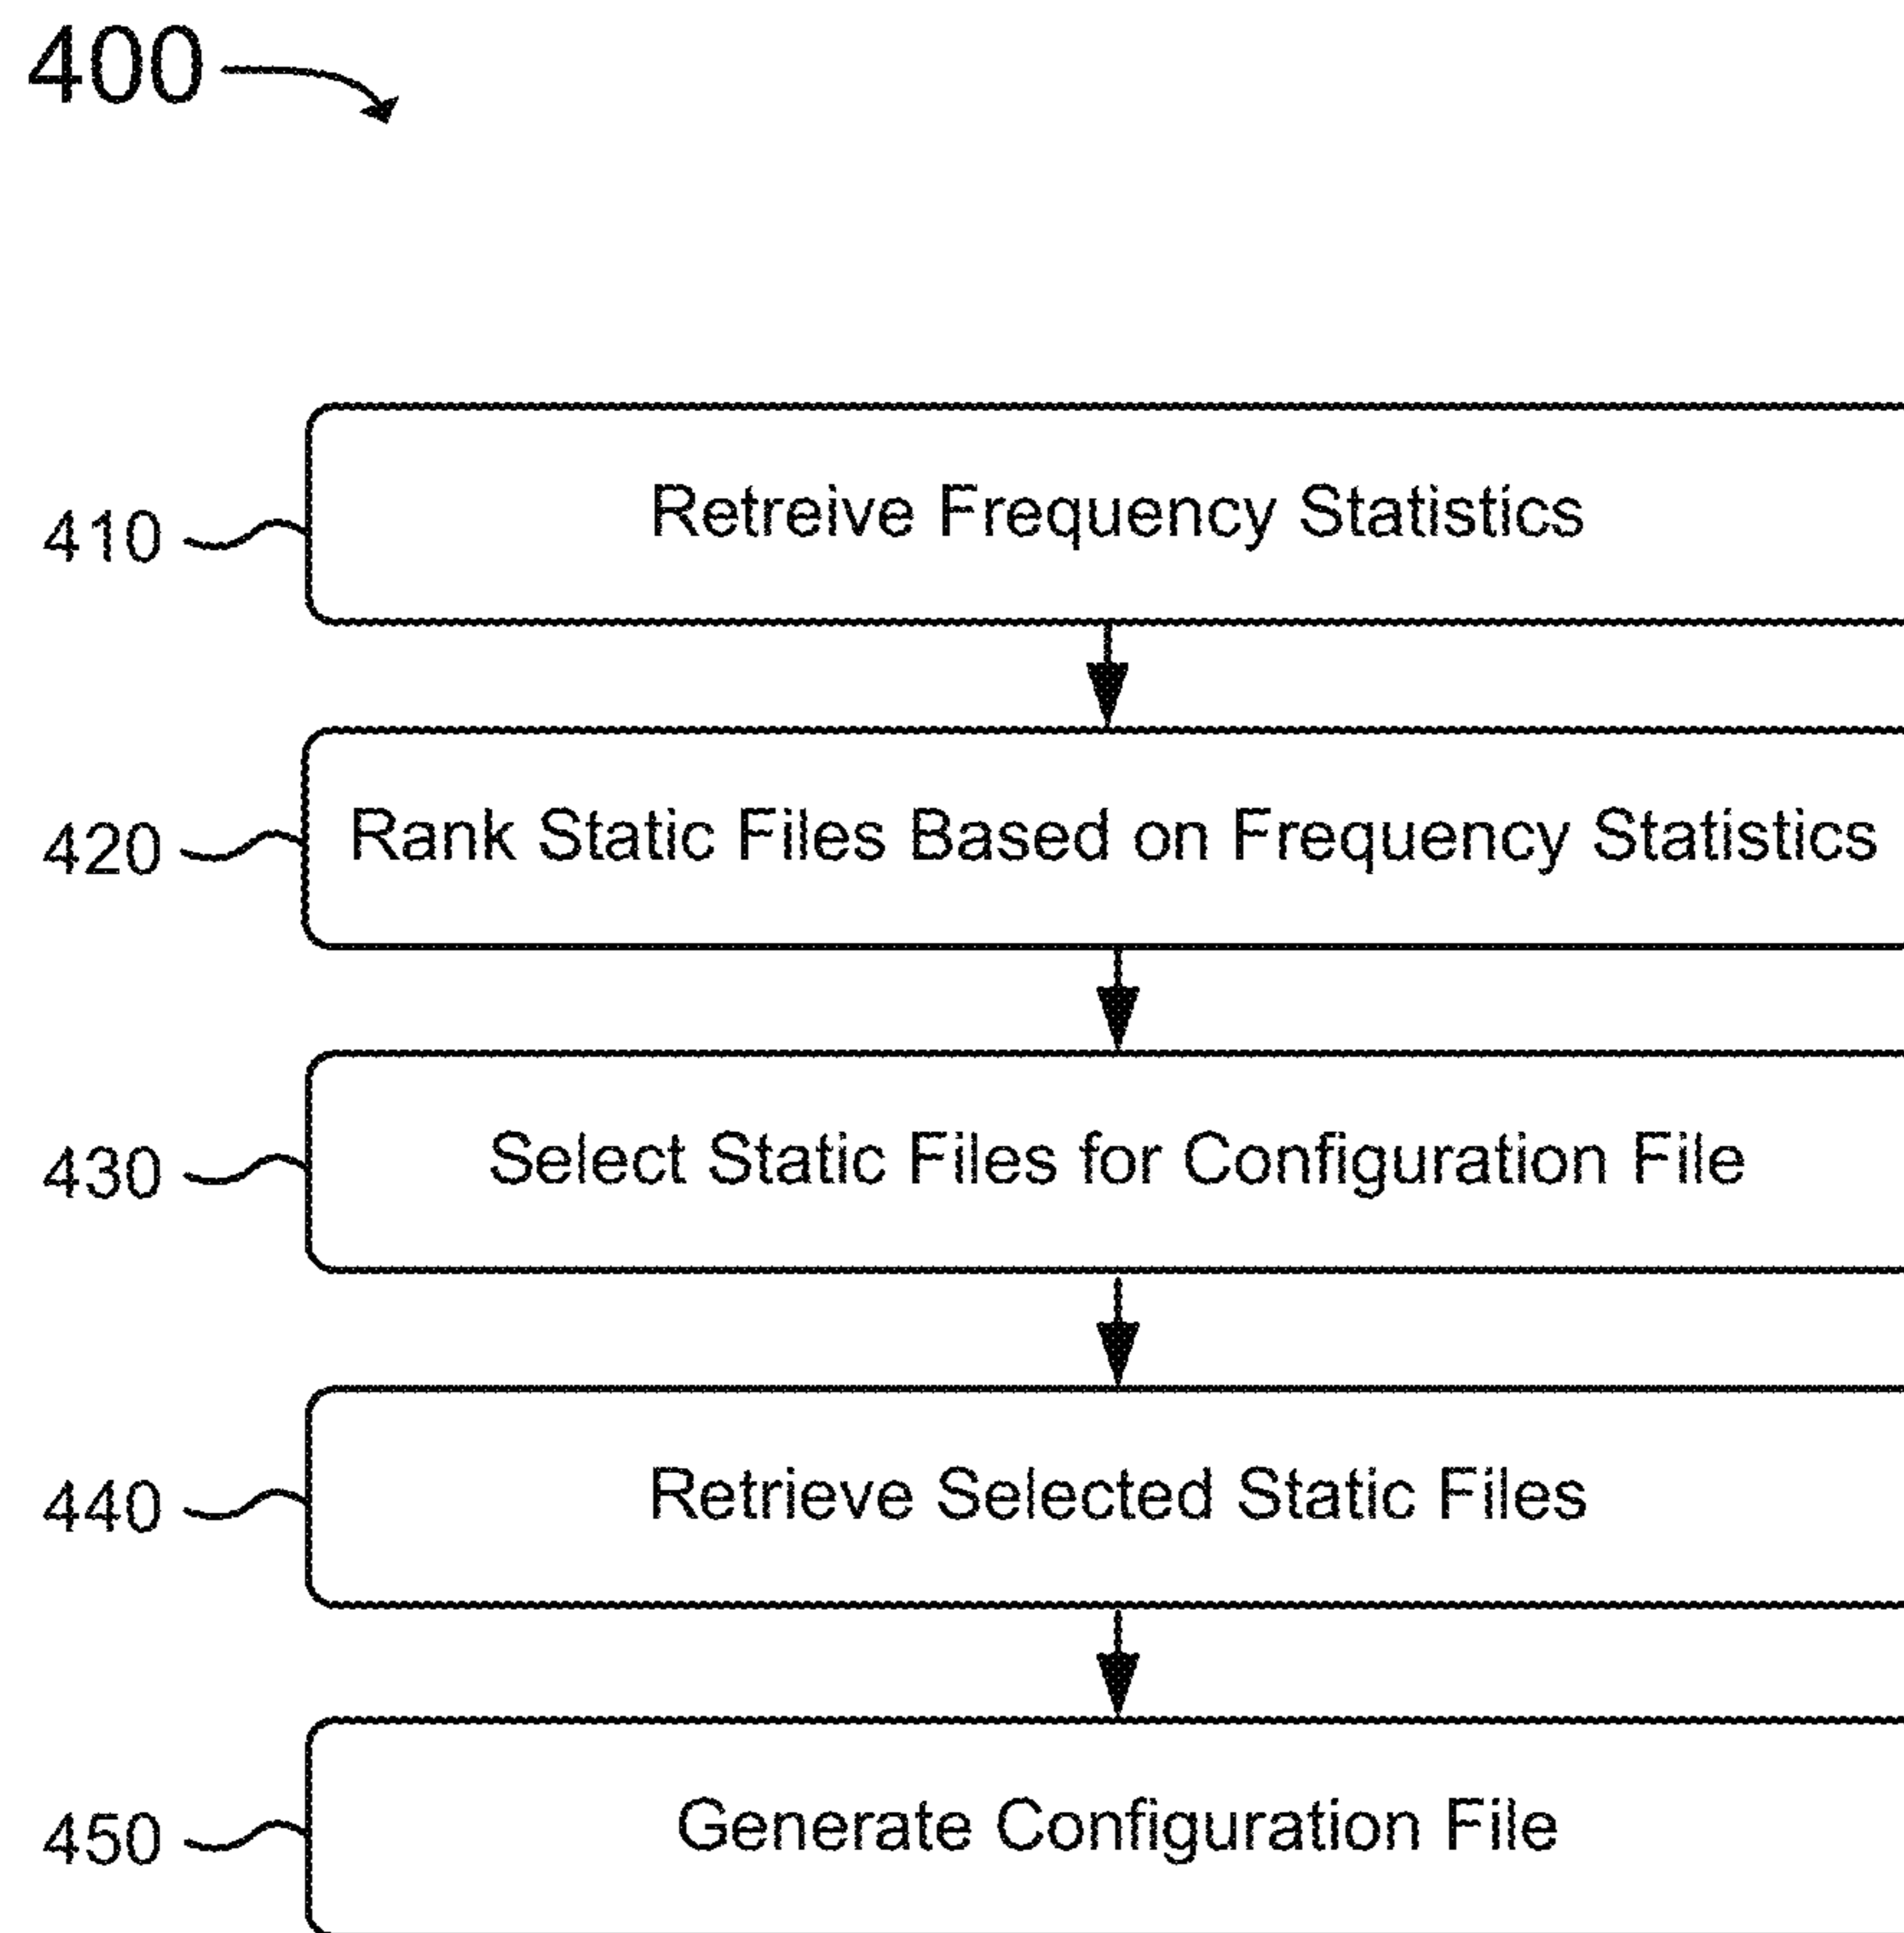 400
410
Retreive Frequency Statistics
420
Rank Static Files Based on Frequency Statistics
430
Select Static Files for Configuration File
440
Retrieve Selected Static Files
450
Generate Configuration File